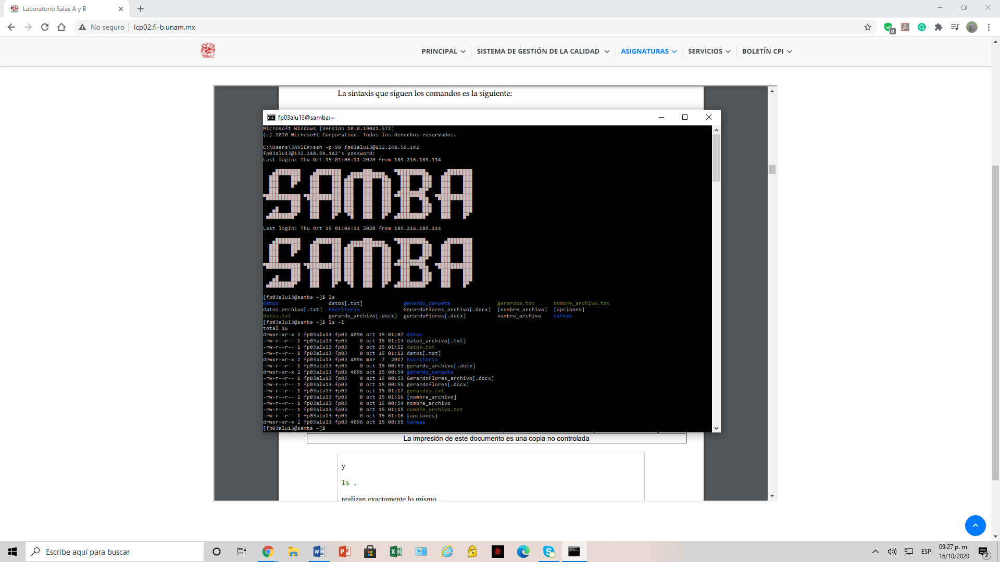 Laboratorio Salas A y B
No seguro
lcp02.fi-b.unam.mx
0
PRINCIPAL
SISTEMA DE GESTIÓN DE LA CALIDAD
ASIGNATURAS
SERVICIOS
BOLETÍN CPI
La sintaxis que siguen los comandos es la siguiente:
fp03alu13@samba:~
Microsoft Windows [Versión 10.0.19041.572]
(c) 2020 Microsoft Corporation. Todos los derechos reservados.
C:\Users\JAVIER>ssh -p 99 fp03alu13@132.248.59.142
fp03alu13@132.248.59.142's password:
Last login: Thu Oct 15 01:06:11 2020 from 189.216.189.114
SAMBA
Last login: Thu Oct 15 01:06:11 2020 from 189.216.189.114
SAMBA
[fp03alu13@samba ~]$ ls
datos datos[.txt] gerardo_carpeta gerardos.txt nombre_archivo.txt
datos_archivo[.txt] Escritorio GerardoFlores_archivo[.docx] [nombre_archivo] [opciones]
datos.txt gerardo_archivo[.docx] gerardoflores[.docx] nombre_archivo tareas
[fp03alu13@samba ~]$ ls -l
total 16
drwxr-xr-x 2 fp03alu13 fp03 4096 oct 15 01:07 datos
-rw-r--r-- 1 fp03alu13 fp03 0 oct 15 01:13 datos_archivo[.txt]
-rw-r--r-- 1 fp03alu13 fp03 0 oct 15 01:12 datos.txt
-rw-r--r-- 1 fp03alu13 fp03 0 oct 15 01:12 datos[.txt]
drwxr-xr-x 2 fp03alu13 fp03 4096 mar 7 2017 Escritorio
-rw-r--r-- 1 fp03alu13 fp03 0 oct 15 00:53 gerardo_archivo[.docx]
drwxr-xr-x 2 fp03alu13 fp03 4096 oct 15 00:54 gerardo_carpeta
-rw-r--r-- 1 fp03alu13 fp03 0 oct 15 00:53 GerardoFlores_archivo[.docx]
-rw-r--r-- 1 fp03alu13 fp03 0 oct 15 00:55 gerardoflores[.docx]
-rw-r--r-- 1 fp03alu13 fp03 0 oct 15 01:17 gerardos.txt
-rw-r--r-- 1 fp03alu13 fp03 0 oct 15 01:16 [nombre_archivo]
-rw-r--r-- 1 fp03alu13 fp03 0 oct 15 00:54 nombre_archivo
-rw-r--r-- 1 fp03alu13 fp03 0 oct 15 01:15 nombre_archivo.txt
-rw-r--r-- 1 fp03alu13 fp03 0 oct 15 01:16 [opciones]
drwxr-xr-x 2 fp03alu13 fp03 4096 oct 15 00:55 tareas
[fp03alu13@samba ~]$
La impresión de este documento es una copia no controlada
y
ls .
realizan exactamente lo mismo
Escribe aquí para buscar
ESP
09:27 p. m.
16/10/2020
2